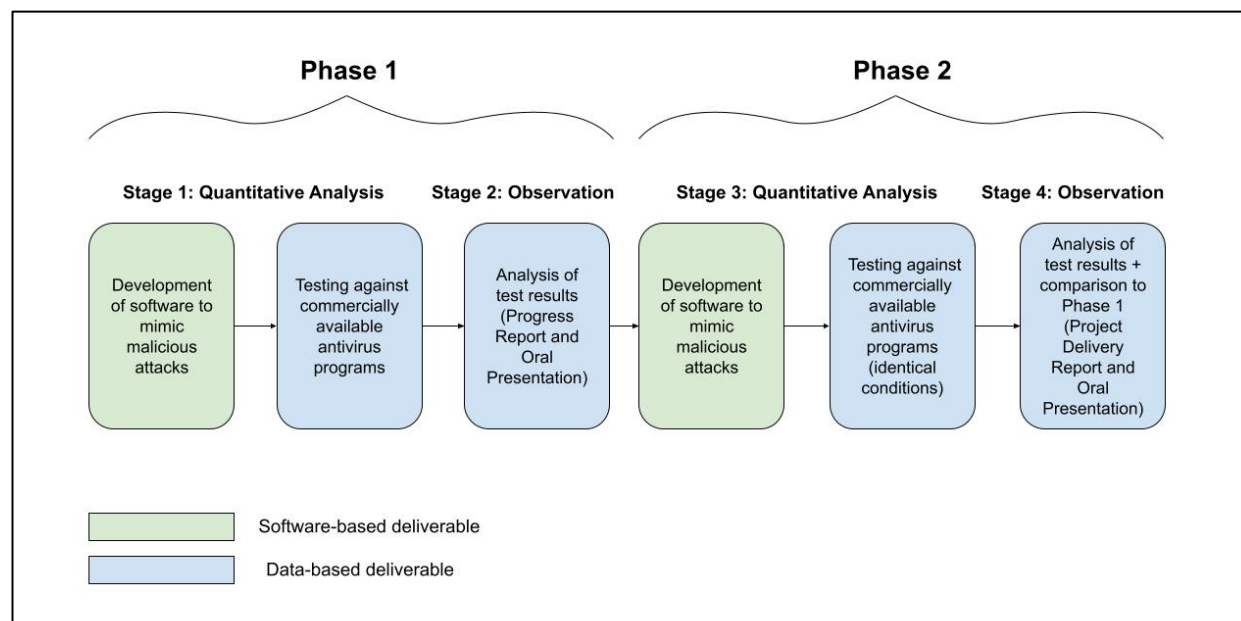 Phase 1
Phase 2
Stage 1: Quantitative Analysis
Stage 2: Observation
Stage 3: Quantitative Analysis
Stage 4: Observation
Development
of software to
mimic
malicious
attacks
Testing against
commercially
available
antivirus
programs
Analysis of
test results
(Progress
Report and
Oral
Presentation)
Development
of software to
mimic
malicious
attacks
Testing against
commercially
available
antivirus
programs
(identical
conditions)
Analysis of
test results +
comparison to
Phase 1
(Project
Delivery
Report and
Oral
Presentation)
Software-based deliverable
Data-based deliverable